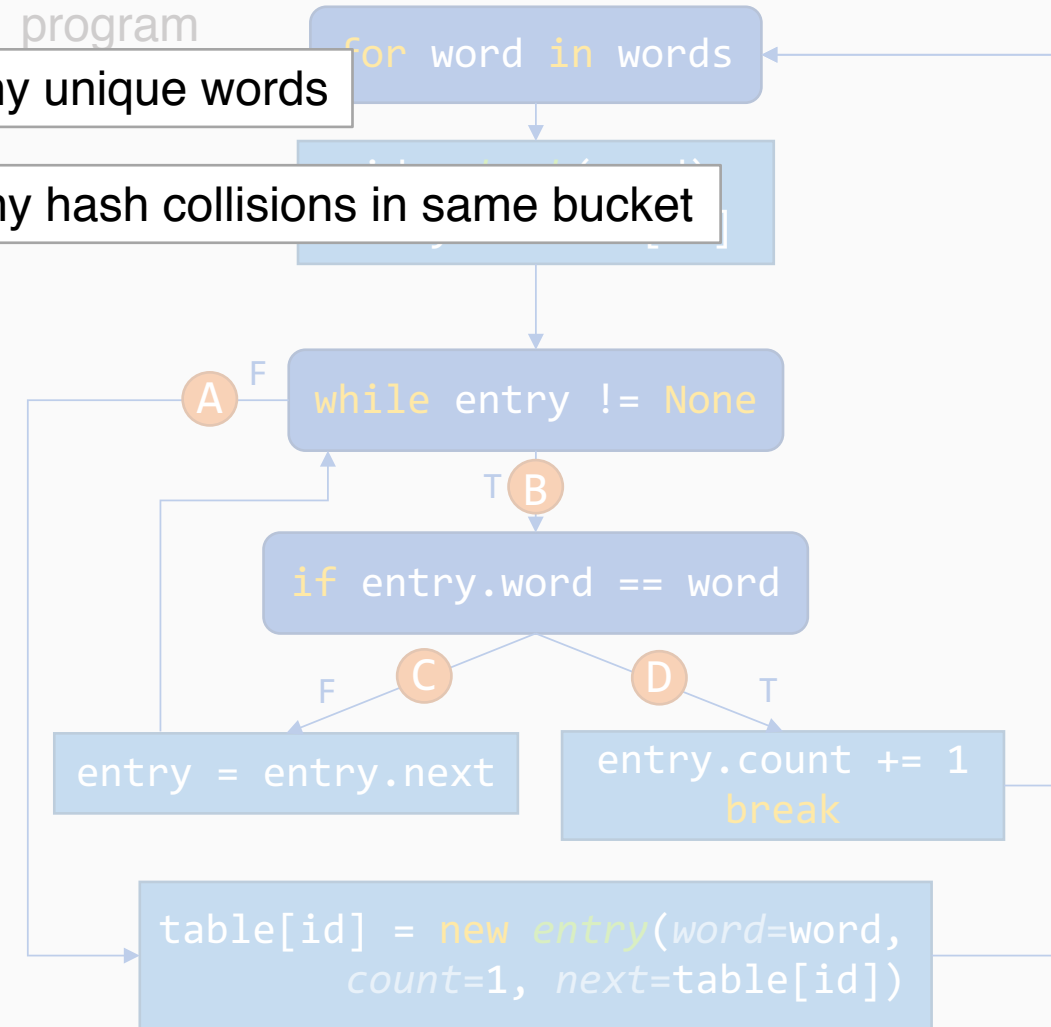 program
for word in words
ny unique words
ny hash collisions in same bucket
F
A
while entry != None
T
B
if entry.word == word
C
D
F
T
entry = entry.next
entry.count += 1
break
table[id] = new entry(word=word,
count=1, next=table[id])